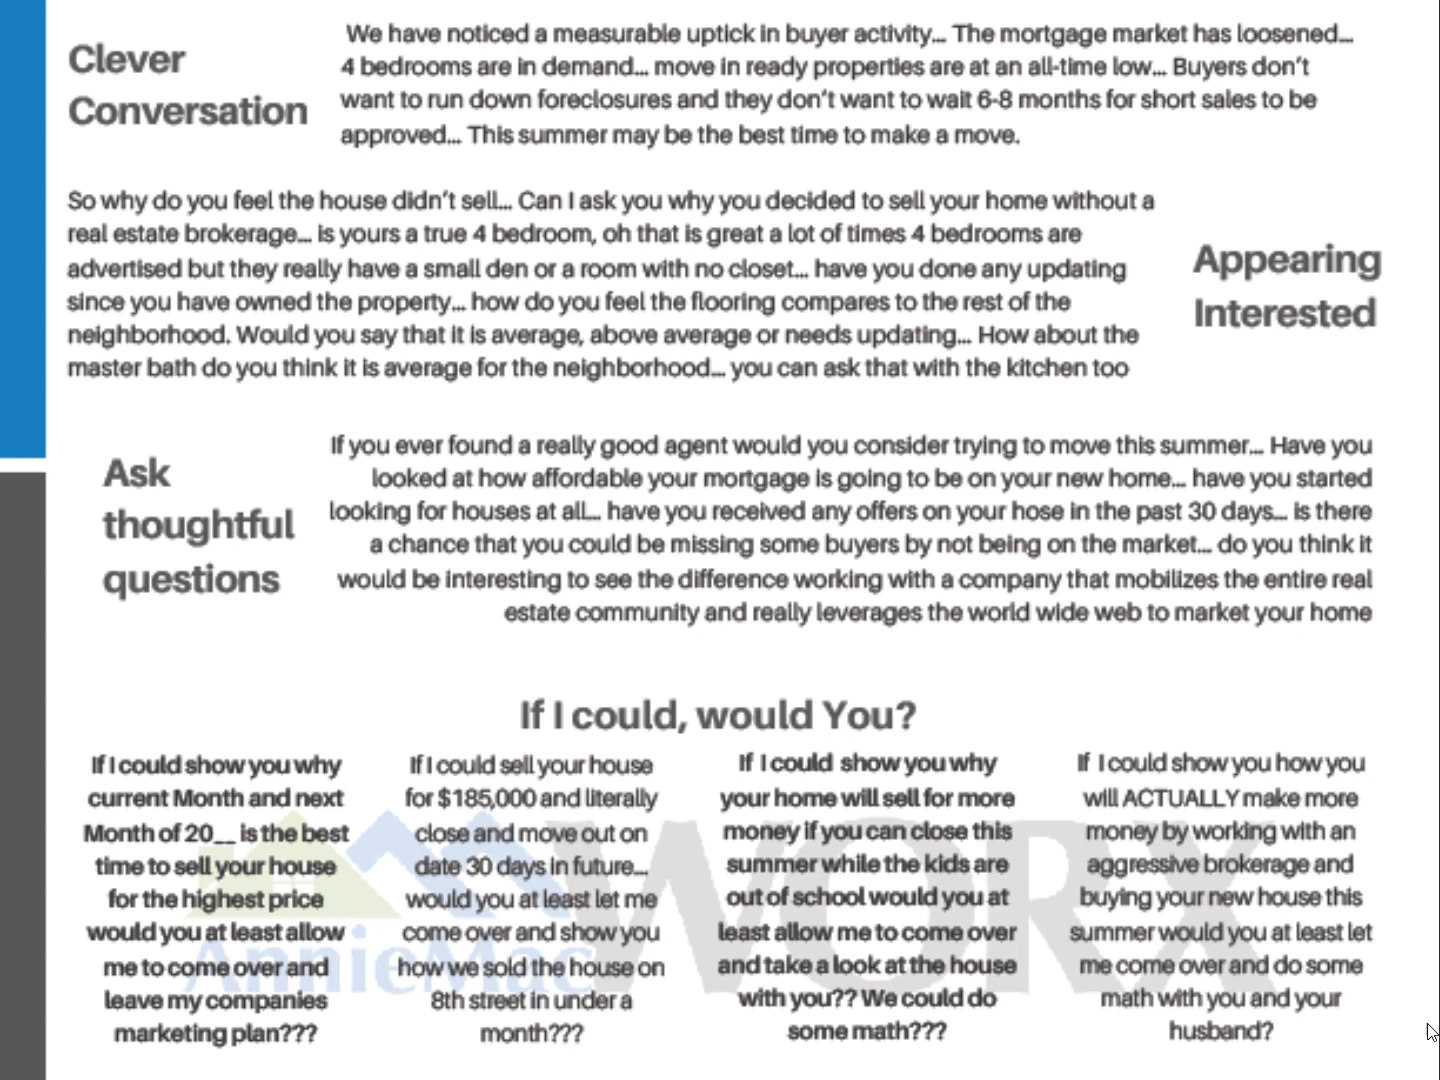 Clever
Conversation
We have noticed a measurable uptick in buyer activity... The mortgage market has loosened...
4 bedrooms are in demand... move in ready properties are at an all-time low... Buyers don't
want to run down foreclosures and they don't want to wait 6-8 months for short sales to be
approved... This summer may be the best time to make a move.
So why do you feel the house didn't sell... Can I ask you why you decided to sell your home without a
real estate brokerage... is yours a true 4 bedroom, oh that is great a lot of times 4 bedrooms are
advertised but they really have a small den or a room with no closet... have you done any updating
since you have owned the property... how do you feel the flooring compares to the rest of the
neighborhood. Would you say that it is average, above average or needs updating... How about the
master bath do you think it is average for the neighborhood... you can ask that with the kitchen too
Appearing
Interested
Ask
thoughtful
questions
If you ever found a really good agent would you consider trying to move this summer... Have you
looked at how affordable your mortgage is going to be on your new home... have you started
looking for houses at all... have you received any offers on your hose in the past 30 days... is there
a chance that you could be missing some buyers by not being on the market... do you think it
would be interesting to see the difference working with a company that mobilizes the entire real
estate community and really leverages the world wide web to market your home
If I could, would You?
If I could show you why
current Month and next
Month of 20__ is the best
time to sell your house
for the highest price
would you at least allow
me to come over and
leave my companies
marketing plan???
If I could sell your house
for $185,000 and literally
close and move out on
date 30 days in future...
would you at least let me
come over and show you
how we sold the house on
8th street in under a
month???
If I could show you why
your home will sell for more
money if you can close this
summer while the kids are
out of school would you at
least allow me to come over
and take a look at the house
with you?? We could do
some math???
If I could show you how you
will ACTUALLY make more
money by working with an
aggressive brokerage and
buying your new house this
summer would you at least let
me come over and do some
math with you and your
husband?
AnnieMac
WORX